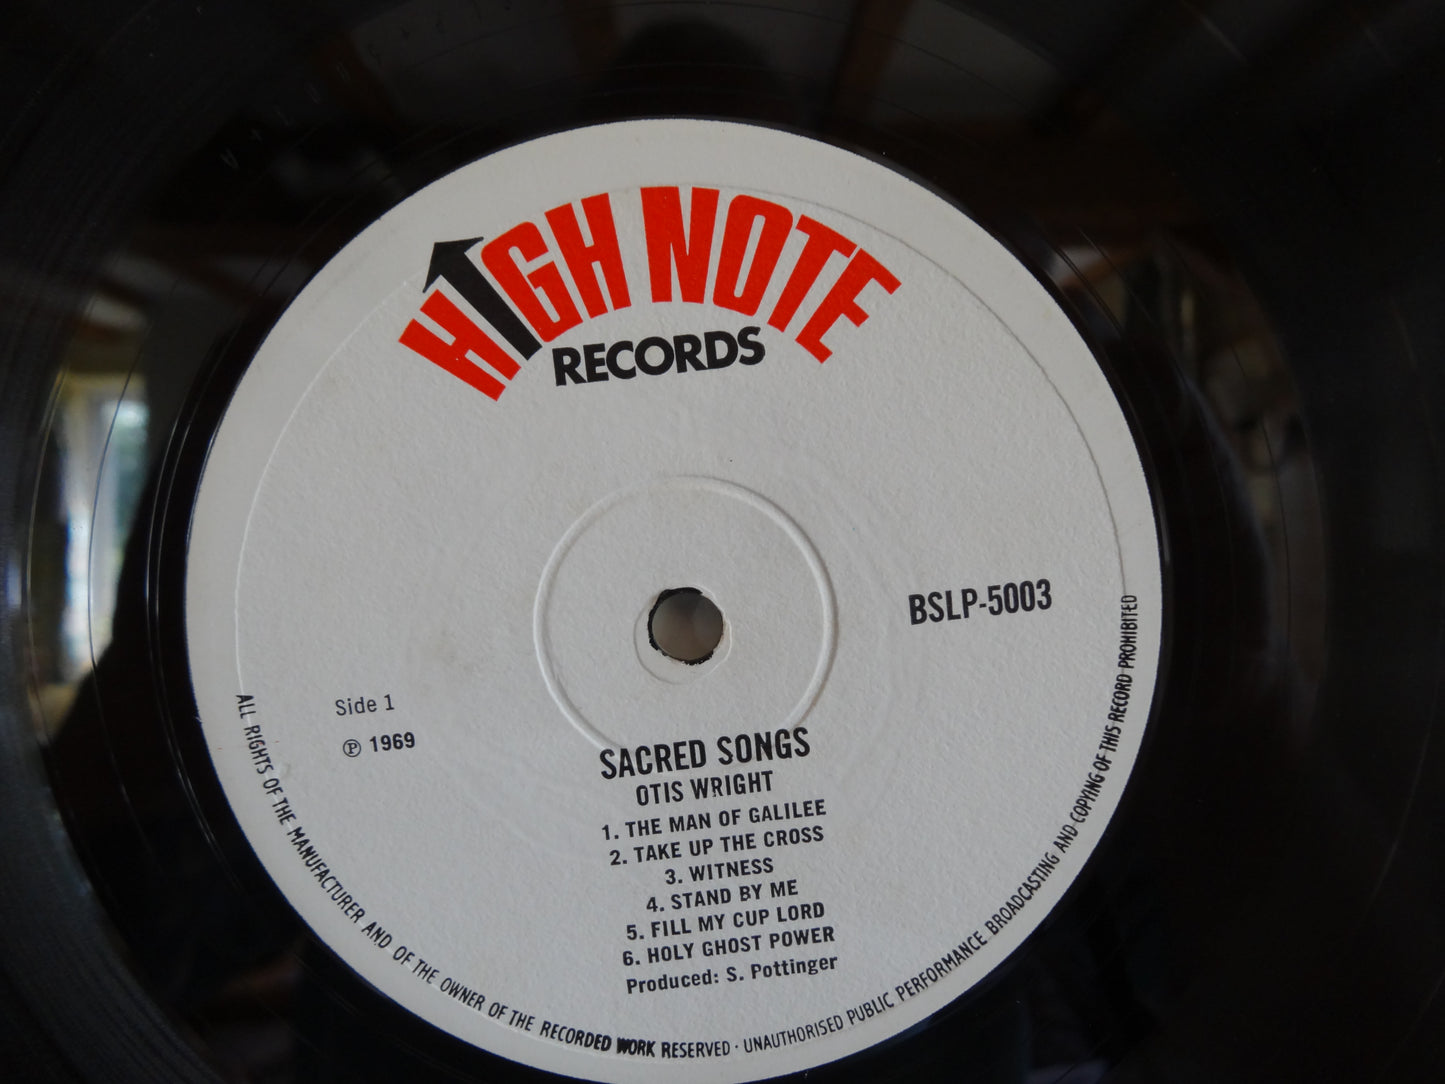 HIGH NOTE
RECORDS
BSLP-5003
Side 1
℗ 1969
SACRED SONGS
OTIS WRIGHT
1. THE MAN OF GALILEE
2. TAKE UP THE CROSS
3. WITNESS
4. STAND BY ME
5. FILL MY CUP LORD
6. HOLY GHOST POWER
Produced: S. Pottinger
ALL RIGHTS OF THE MANUFACTURER AND OF THE OWNER OF THE RECORDED WORK RESERVED · UNAUTHORISED PUBLIC PERFORMANCE BROADCASTING AND COPYING OF THIS RECORD PROHIBITED